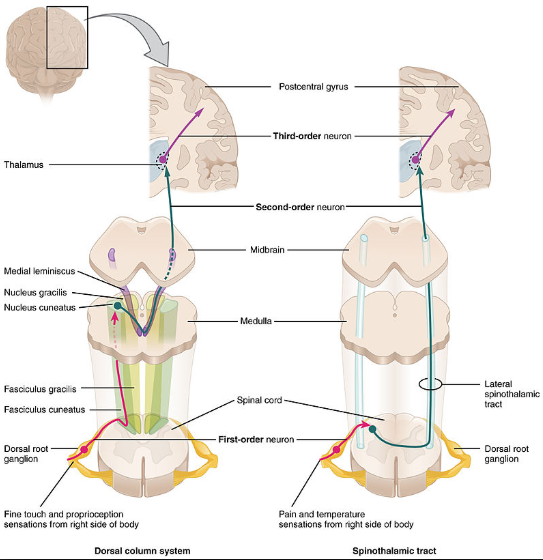 Postcentral gyrus
Third-order neuron
Thalamus
Second-order neuron
Midbrain
Medial leminiscus
Nucleus gracilis
Nucleus cuneatus
Medulla
Fasciculus gracilis
Fasciculus cuneatus
Lateral
spinothalamic
tract
Spinal cord
First-order neuron
Dorsal root
ganglion
Dorsal root
ganglion
Fine touch and proprioception
sensations from right side of body
Pain and temperature
sensations from right side of body
Dorsal column system
Spinothalamic tract